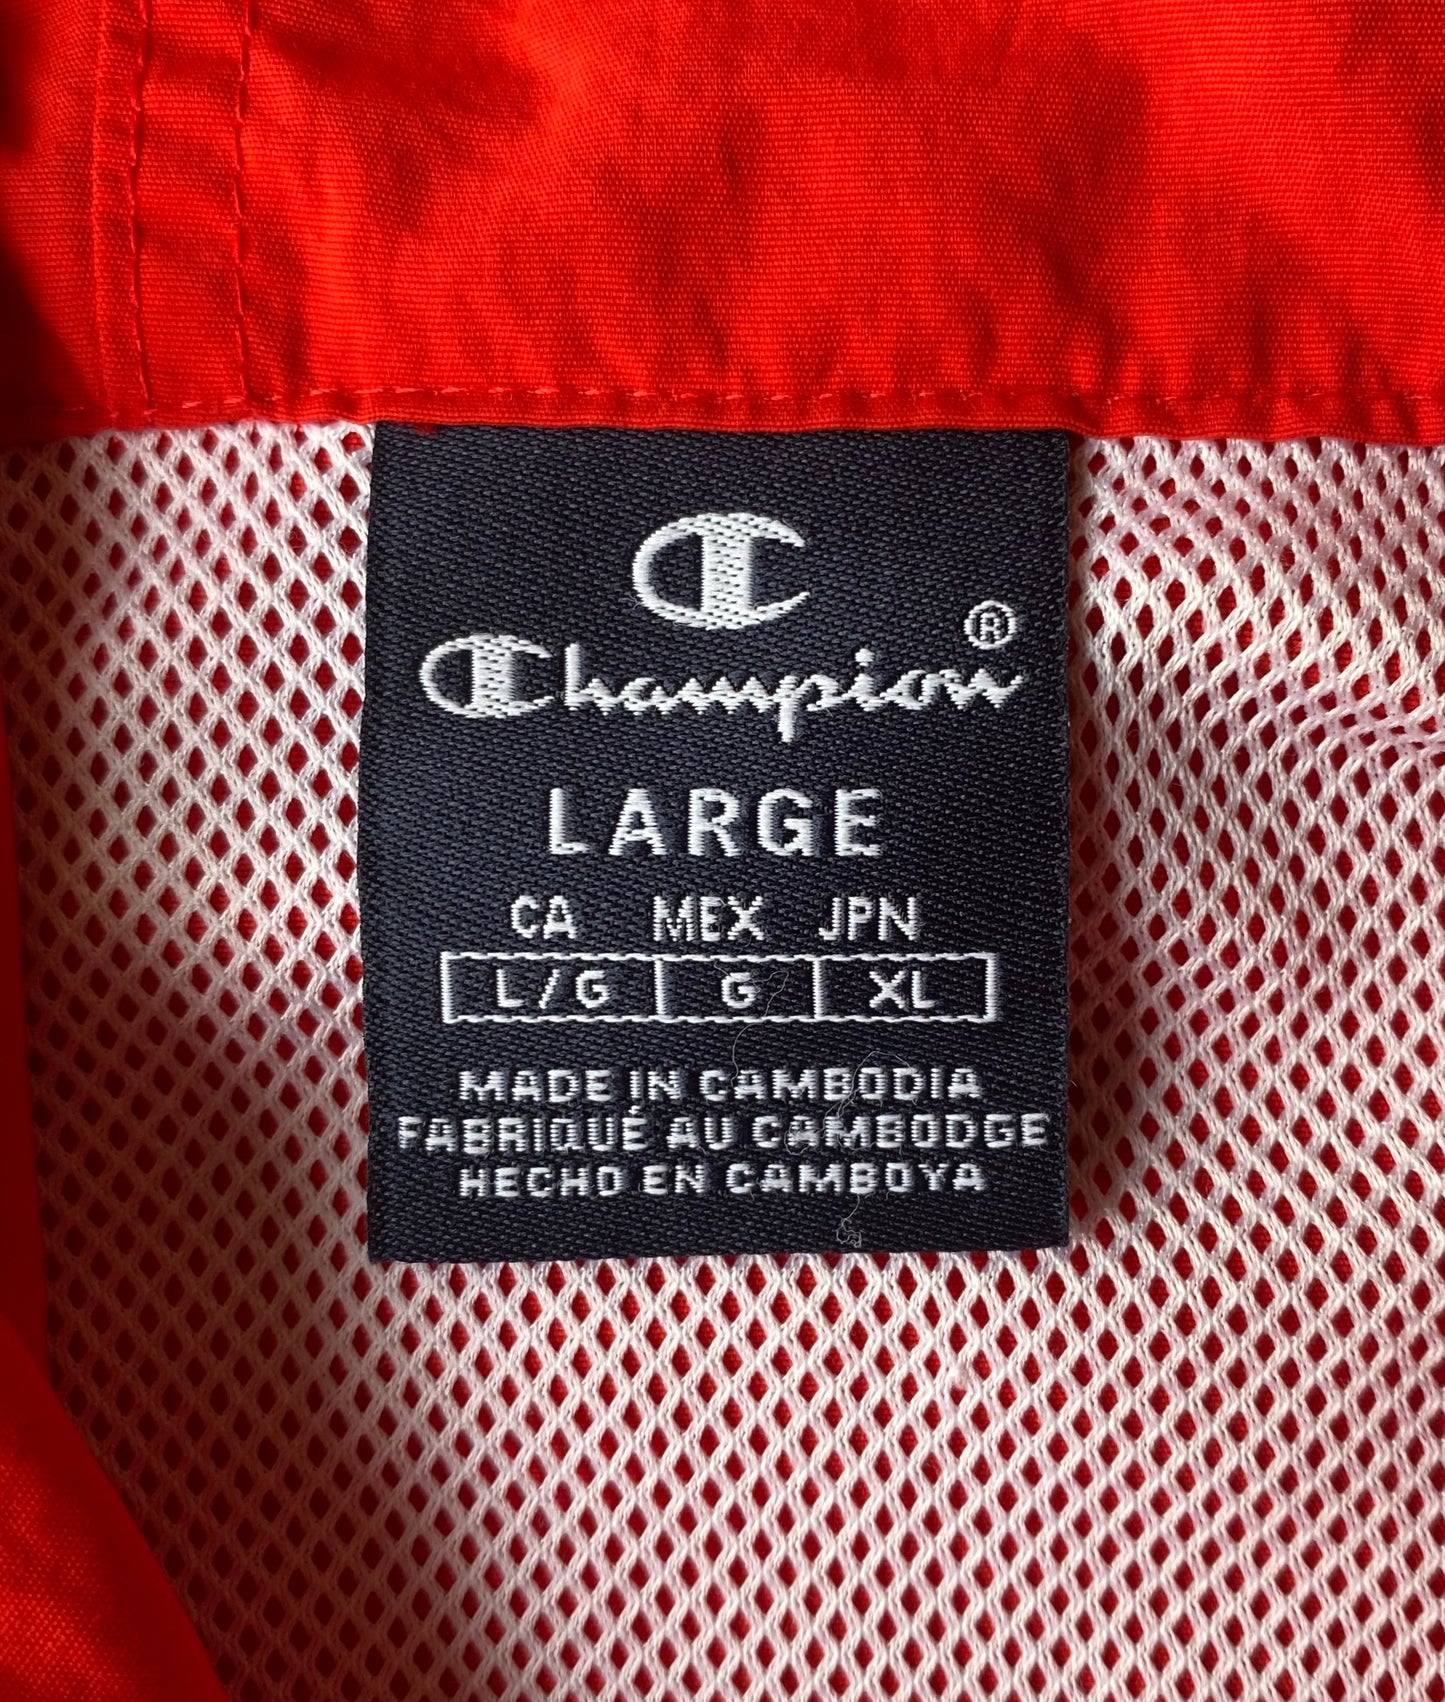 Champion®
LARGE
CA MEX JPN
L/G G XL
MADE IN CAMBODIA
FABRIQUÉ AU CAMBODGE
HECHO EN CAMBOYA